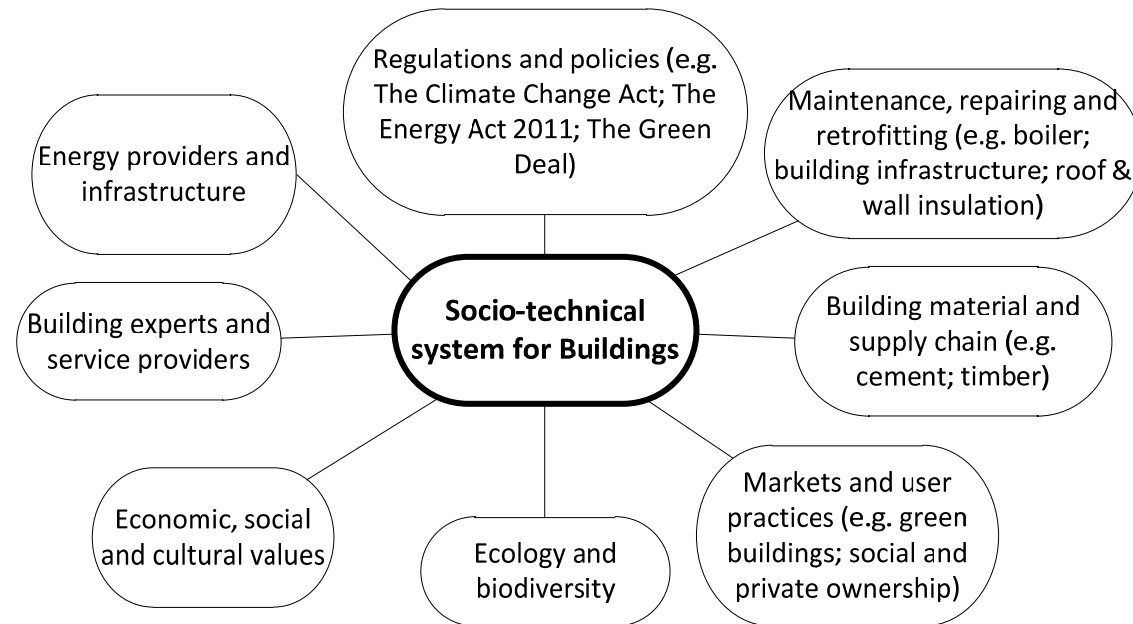 Regulations and policies (e.g.
The Climate Change Act; The
Energy Act 2011; The Green
Deal)
Maintenance, repairing and
retrofitting (e.g. boiler;
building infrastructure; roof &
wall insulation)
Energy providers and
infrastructure
Socio-technical
system for Buildings
Building material and
supply chain (e.g.
cement; timber)
Building experts and
service providers
Markets and user
practices (e.g. green
buildings; social and
private ownership)
Economic, social
and cultural values
Ecology and
biodiversity